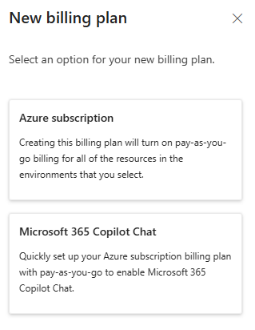 New billing plan
Select an option for your new billing plan.
Azure subscription
Creating this billing plan will turn on pay-as-you-
go billing for all of the resources in the
environments that you select.
Microsoft 365 Copilot Chat
Quickly set up your Azure subscription billing plan
with pay-as-you-go to enable Microsoft 365
Copilot Chat.